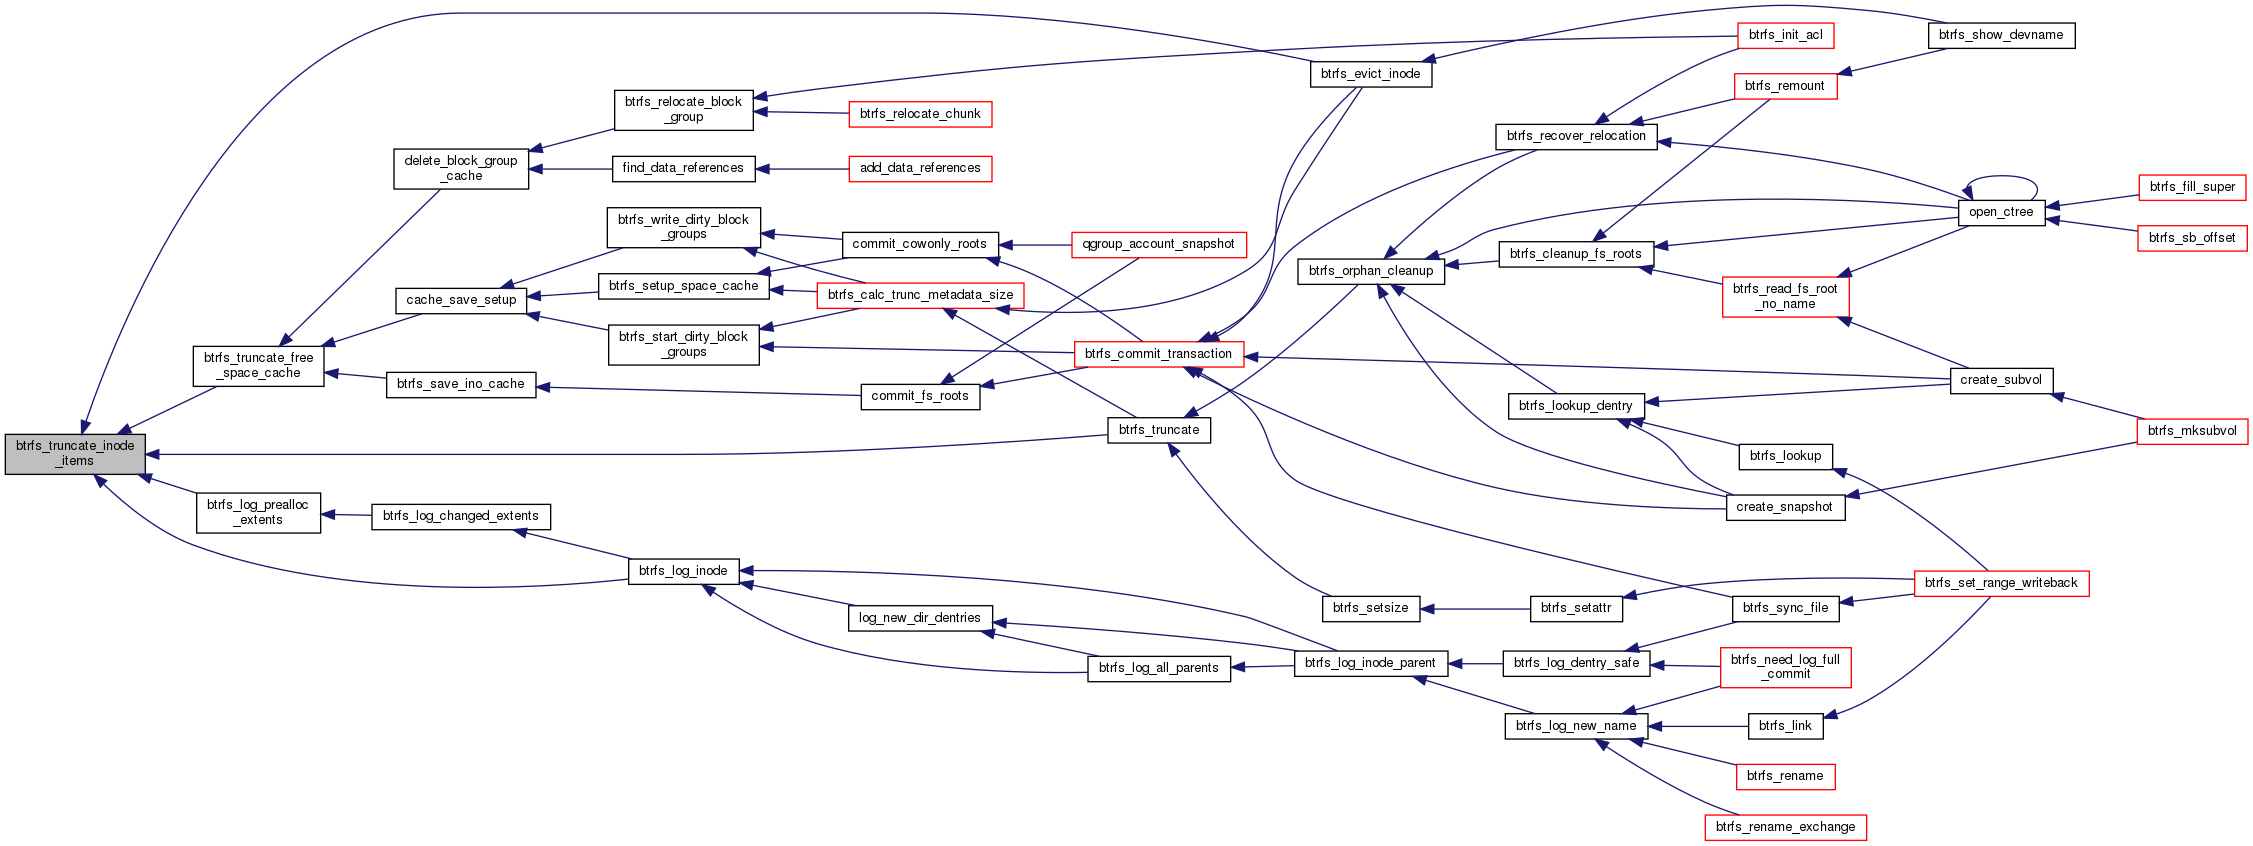 btrfs_init_acl
btrfs_show_devname
btrfs_evict_inode
btrfs_remount
btrfs_relocate_block
_group
btrfs_relocate_chunk
btrfs_recover_relocation
delete_block_group
_cache
find_data_references
add_data_references
btrfs_fill_super
open_ctree
btrfs_sb_offset
btrfs_write_dirty_block
_groups
commit_cowonly_roots
qgroup_account_snapshot
btrfs_cleanup_fs_roots
btrfs_orphan_cleanup
btrfs_setup_space_cache
cache_save_setup
btrfs_calc_trunc_metadata_size
btrfs_read_fs_root
_no_name
btrfs_start_dirty_block
_groups
btrfs_truncate_free
_space_cache
btrfs_commit_transaction
btrfs_save_ino_cache
commit_fs_roots
create_subvol
btrfs_lookup_dentry
btrfs_truncate
btrfs_mksubvol
btrfs_truncate_inode
_items
btrfs_lookup
btrfs_log_prealloc
_extents
btrfs_log_changed_extents
create_snapshot
btrfs_log_inode
btrfs_set_range_writeback
btrfs_setsize
btrfs_setattr
btrfs_sync_file
log_new_dir_dentries
btrfs_log_all_parents
btrfs_log_inode_parent
btrfs_log_dentry_safe
btrfs_need_log_full
_commit
btrfs_log_new_name
btrfs_link
btrfs_rename
btrfs_rename_exchange